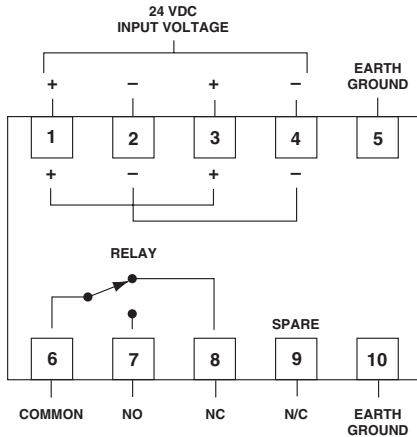 24 VDC
INPUT VOLTAGE
EARTH
GROUND
+ − + −
1 2 3 4 5
+ − + −
RELAY
SPARE
6 7 8 9 10
COMMON NO NC N/C EARTH
GROUND